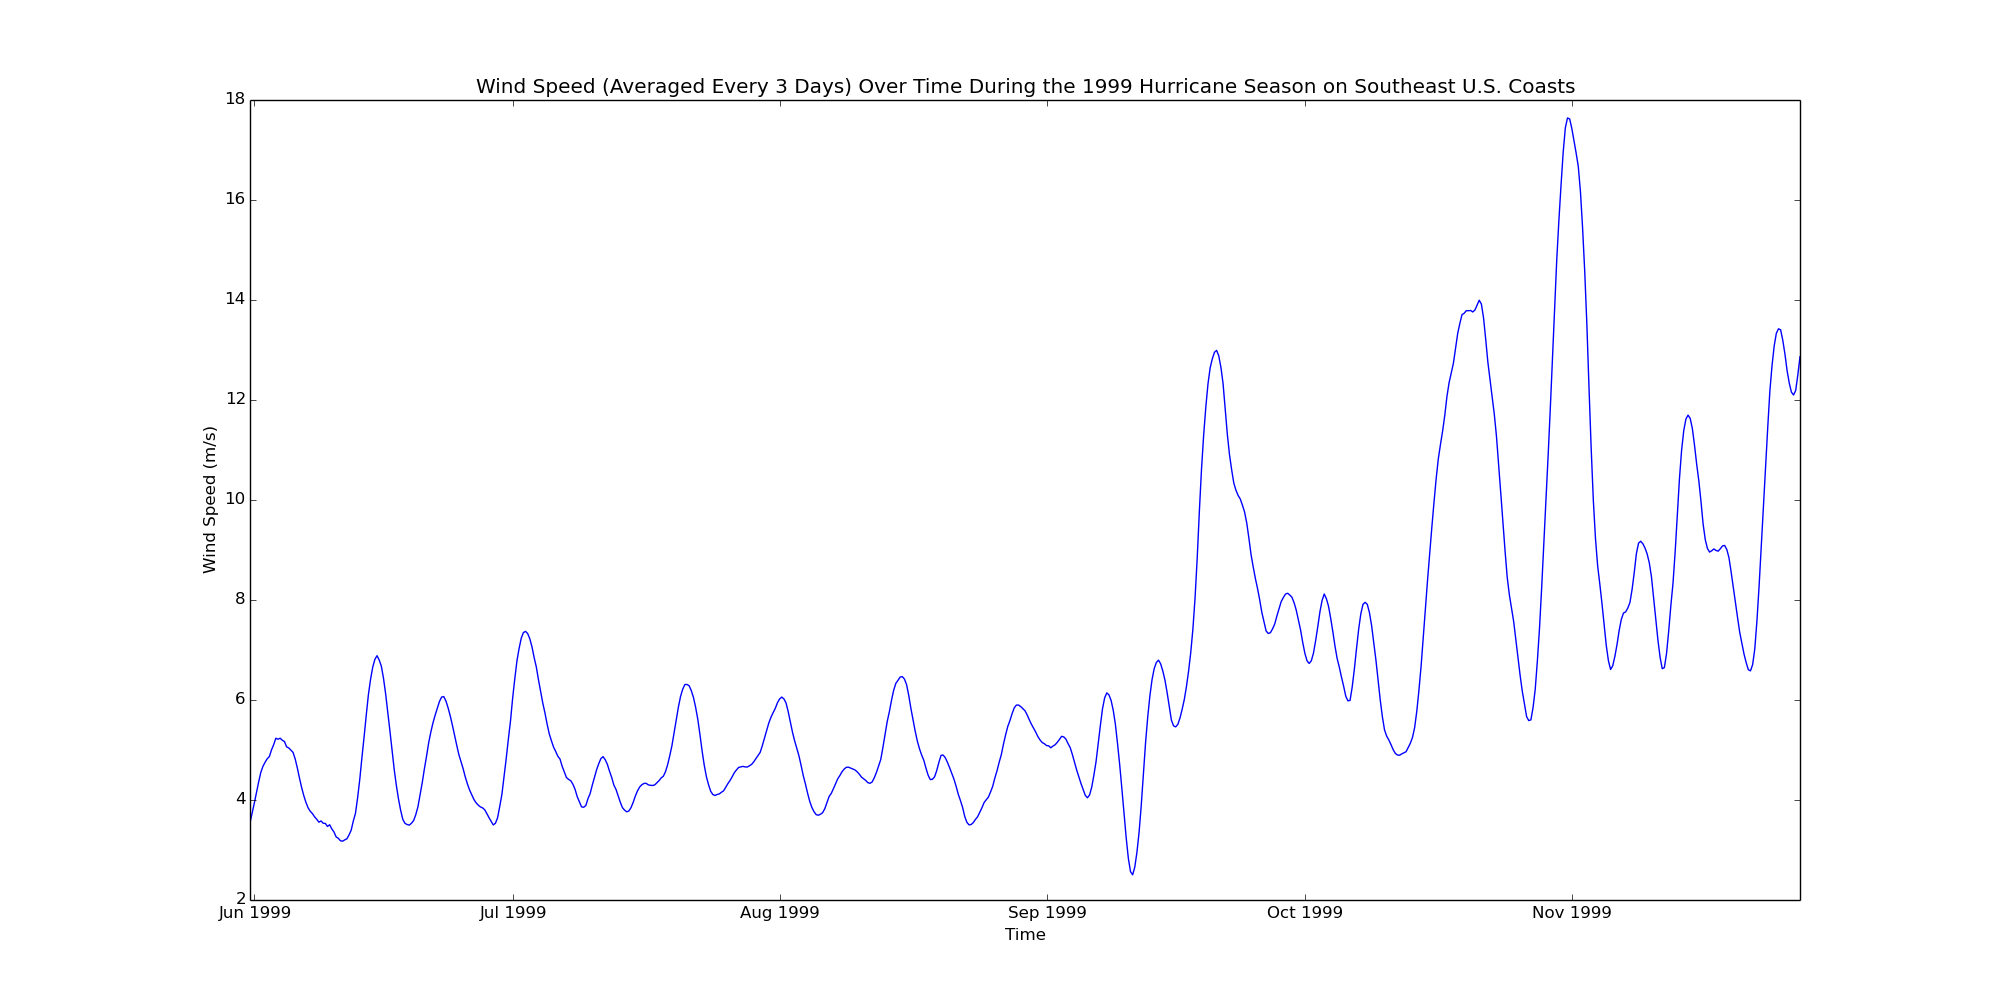 Wind Speed (Averaged Every 3 Days) Over Time During the 1999 Hurricane Season on Southeast U.S. Coasts
18
16
14
12
10
8
6
4
2
Wind Speed (m/s)
Jun 1999 Jul 1999 Aug 1999 Sep 1999 Oct 1999 Nov 1999
Time